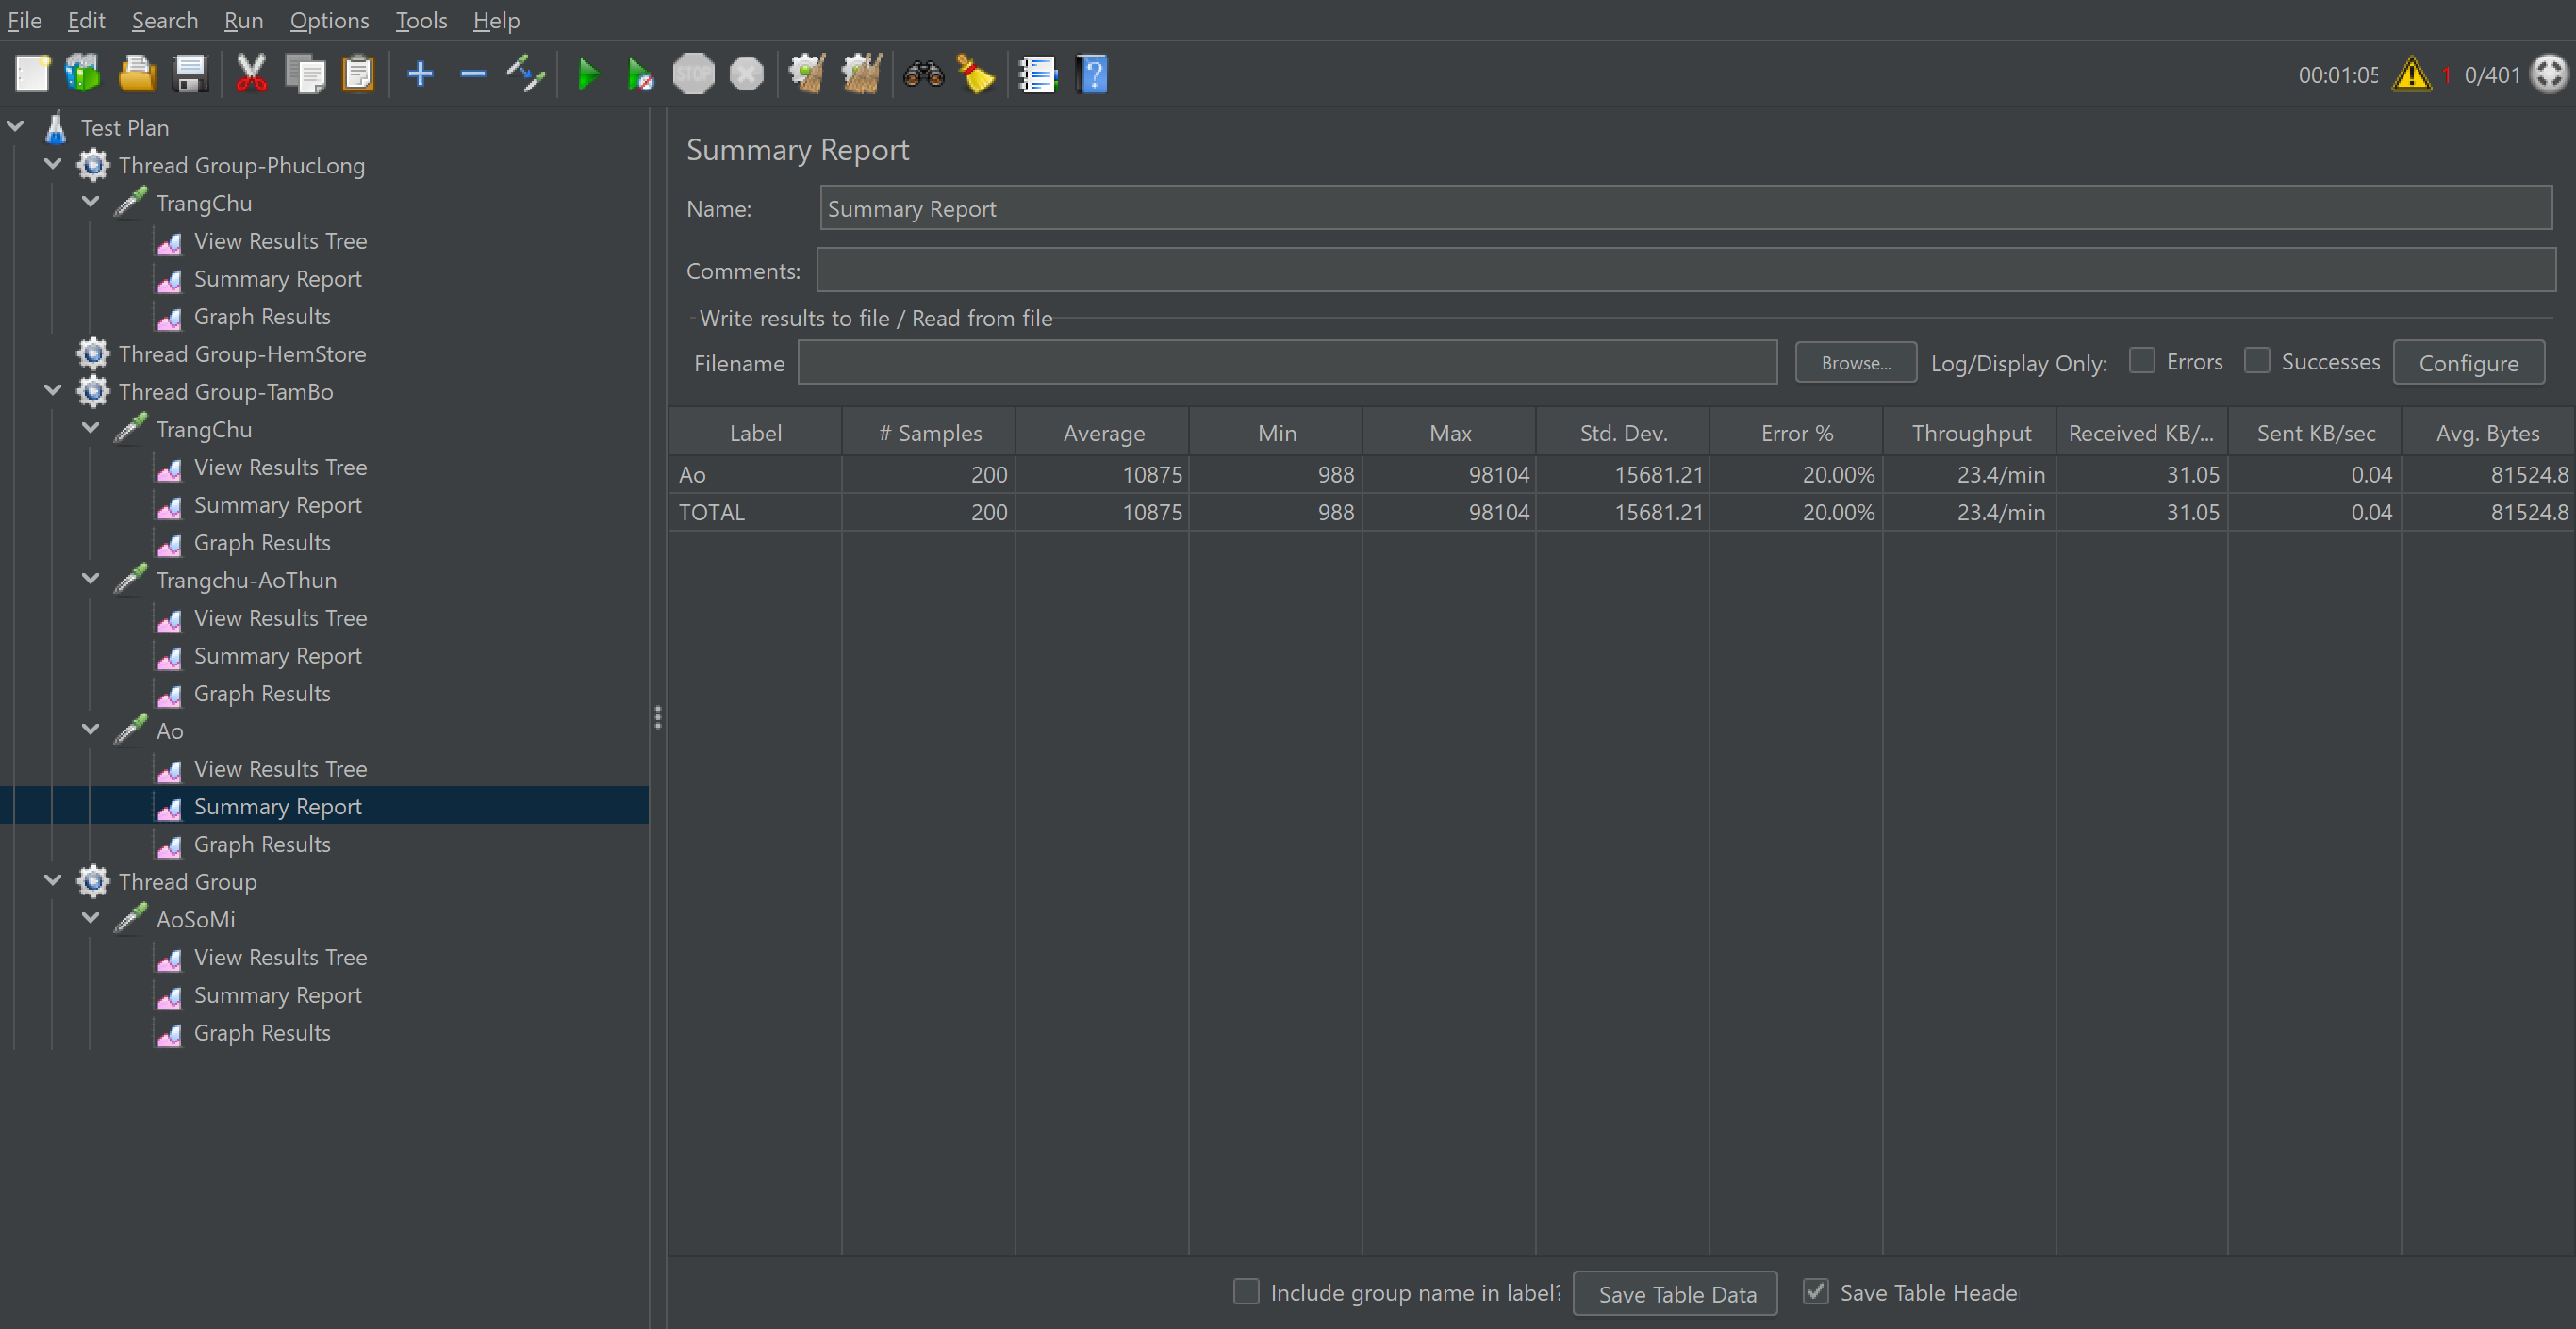 File Edit Search Run Options Tools Help
STOP
00:01:05 1 0/401
Test Plan
Thread Group-PhucLong
TrangChu
View Results Tree
Summary Report
Graph Results
Thread Group-HemStore
Thread Group-TamBo
TrangChu
View Results Tree
Summary Report
Graph Results
Trangchu-AoThun
View Results Tree
Summary Report
Graph Results
Ao
View Results Tree
Summary Report
Graph Results
Thread Group
AoSoMi
View Results Tree
Summary Report
Graph Results
Summary Report
Name: Summary Report
Comments:
Write results to file / Read from file
Filename Browse... Log/Display Only: Errors Successes Configure
Label # Samples Average Min Max Std. Dev. Error % Throughput Received KB/... Sent KB/sec Avg. Bytes
Ao 200 10875 988 98104 15681.21 20.00% 23.4/min 31.05 0.04 81524.8
TOTAL 200 10875 988 98104 15681.21 20.00% 23.4/min 31.05 0.04 81524.8
Include group name in label? Save Table Data Save Table Heade